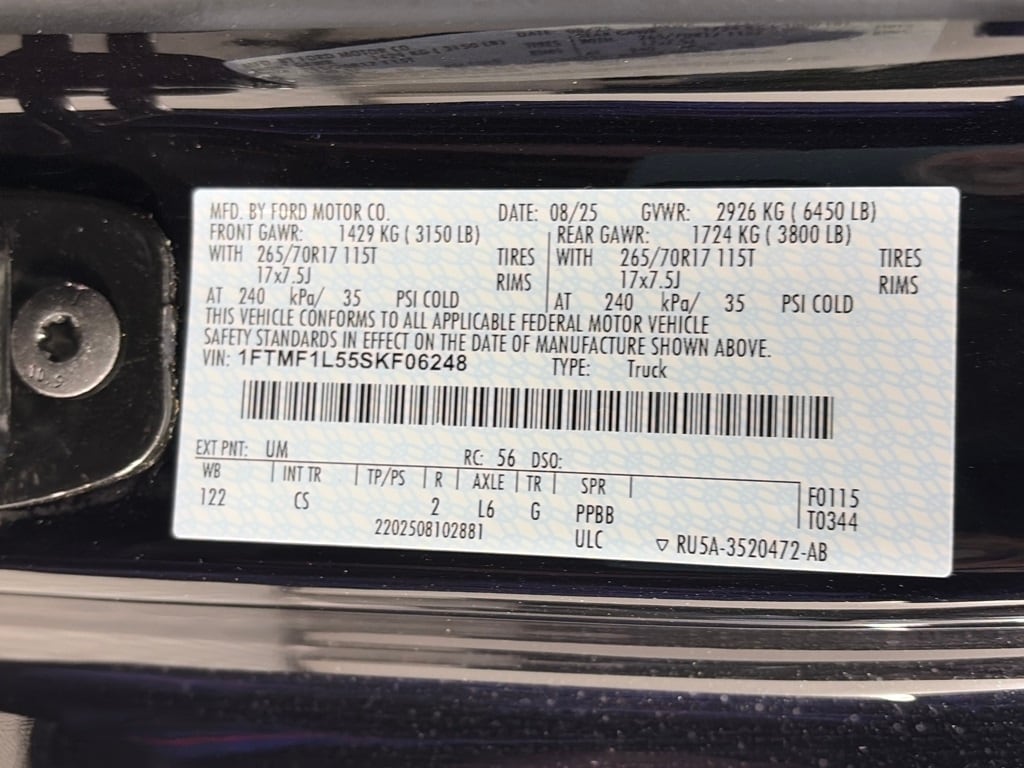 MFD. BY FORD MOTOR CO. DATE: 08/25 GVWR: 2926 KG ( 6450 LB)
FRONT GAWR: 1429 KG ( 3150 LB) REAR GAWR: 1724 KG ( 3800 LB)
WITH 265/70R17 115T TIRES WITH 265/70R17 115T TIRES
17x7.5J RIMS 17x7.5J RIMS
AT 240 kPa/ 35 PSI COLD AT 240 kPa/ 35 PSI COLD
THIS VEHICLE CONFORMS TO ALL APPLICABLE FEDERAL MOTOR VEHICLE
SAFETY STANDARDS IN EFFECT ON THE DATE OF MANUFACTURE SHOWN ABOVE.
VIN: 1FTMF1L55SKF06248 TYPE: Truck
EXT PNT: UM RC: 56 DSO:
WB INT TR TP/PS R AXLE TR SPR
122 CS 2 L6 G PPBB F0115
T0344
2202508102881 ULC ▽ RU5A-3520472-AB
10.9